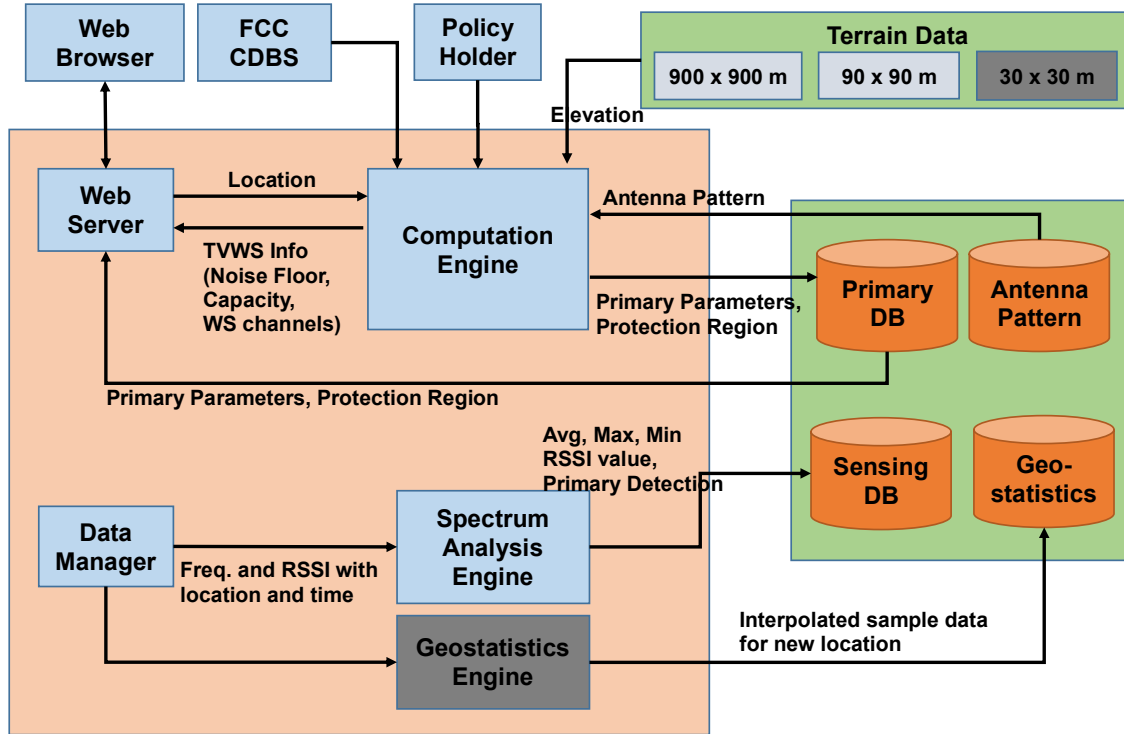 Web
Browser
FCC
CDBS
Policy
Holder
Terrain Data
900 x 900 m
90 x 90 m
30 x 30 m
Elevation
Web
Server
Location
TVWS Info
(Noise Floor,
Capacity,
WS channels)
Computation
Engine
Antenna Pattern
Primary Parameters,
Protection Region
Primary
DB
Antenna
Pattern
Primary Parameters, Protection Region
Avg, Max, Min
RSSI value,
Primary Detection
Sensing
DB
Geo-
statistics
Data
Manager
Freq. and RSSI with
location and time
Spectrum
Analysis
Engine
Geostatistics
Engine
Interpolated sample data
for new location